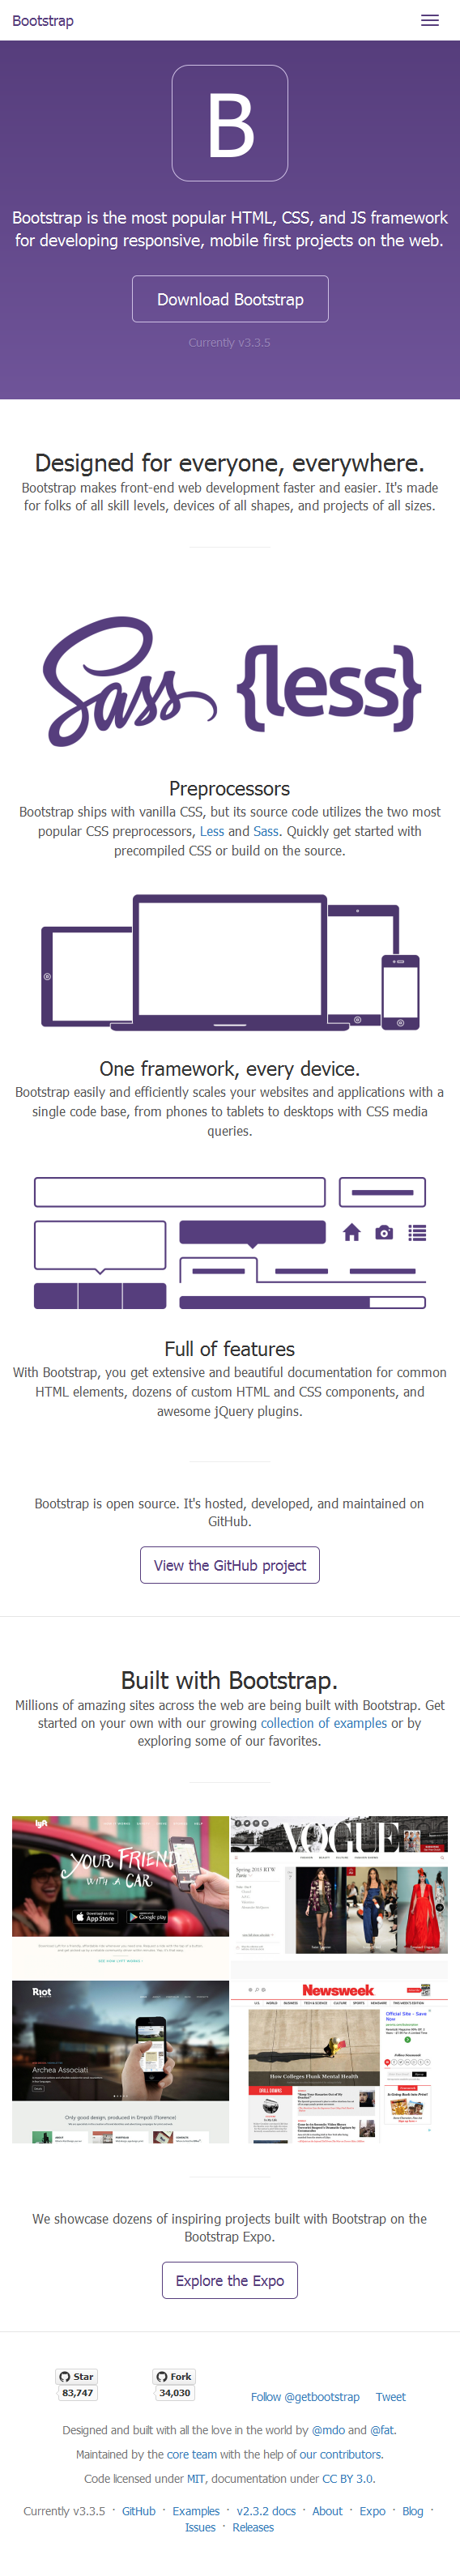 Bootstrap
B
Bootstrap is the most popular HTML, CSS, and JS framework
for developing responsive, mobile first projects on the web.
Download Bootstrap
Currently v3.3.5
Designed for everyone, everywhere.
Bootstrap makes front-end web development faster and easier. It's made
for folks of all skill levels, devices of all shapes, and projects of all sizes.
Sass {less}
Preprocessors
Bootstrap ships with vanilla CSS, but its source code utilizes the two most
popular CSS preprocessors, Less and Sass. Quickly get started with
precompiled CSS or build on the source.
One framework, every device.
Bootstrap easily and efficiently scales your websites and applications with a
single code base, from phones to tablets to desktops with CSS media
queries.
Full of features
With Bootstrap, you get extensive and beautiful documentation for common
HTML elements, dozens of custom HTML and CSS components, and
awesome jQuery plugins.
Bootstrap is open source. It's hosted, developed, and maintained on
GitHub.
View the GitHub project
Built with Bootstrap.
Millions of amazing sites across the web are being built with Bootstrap. Get
started on your own with our growing collection of examples or by
exploring some of our favorites.
lyft
YOUR FRIEND
WITH A CAR
App Store
Google play
VOGUE
Spring 2015 RTW
Riot
Archea Associati
Only good design, produced in Empoli (Florence)
Newsweek
How Colleges Flunk Mental Health
We showcase dozens of inspiring projects built with Bootstrap on the
Bootstrap Expo.
Explore the Expo
Star
83,747
Fork
34,030
Follow @getbootstrap Tweet
Designed and built with all the love in the world by @mdo and @fat.
Maintained by the core team with the help of our contributors.
Code licensed under MIT, documentation under CC BY 3.0.
Currently v3.3.5 · GitHub · Examples · v2.3.2 docs · About · Expo · Blog ·
Issues · Releases